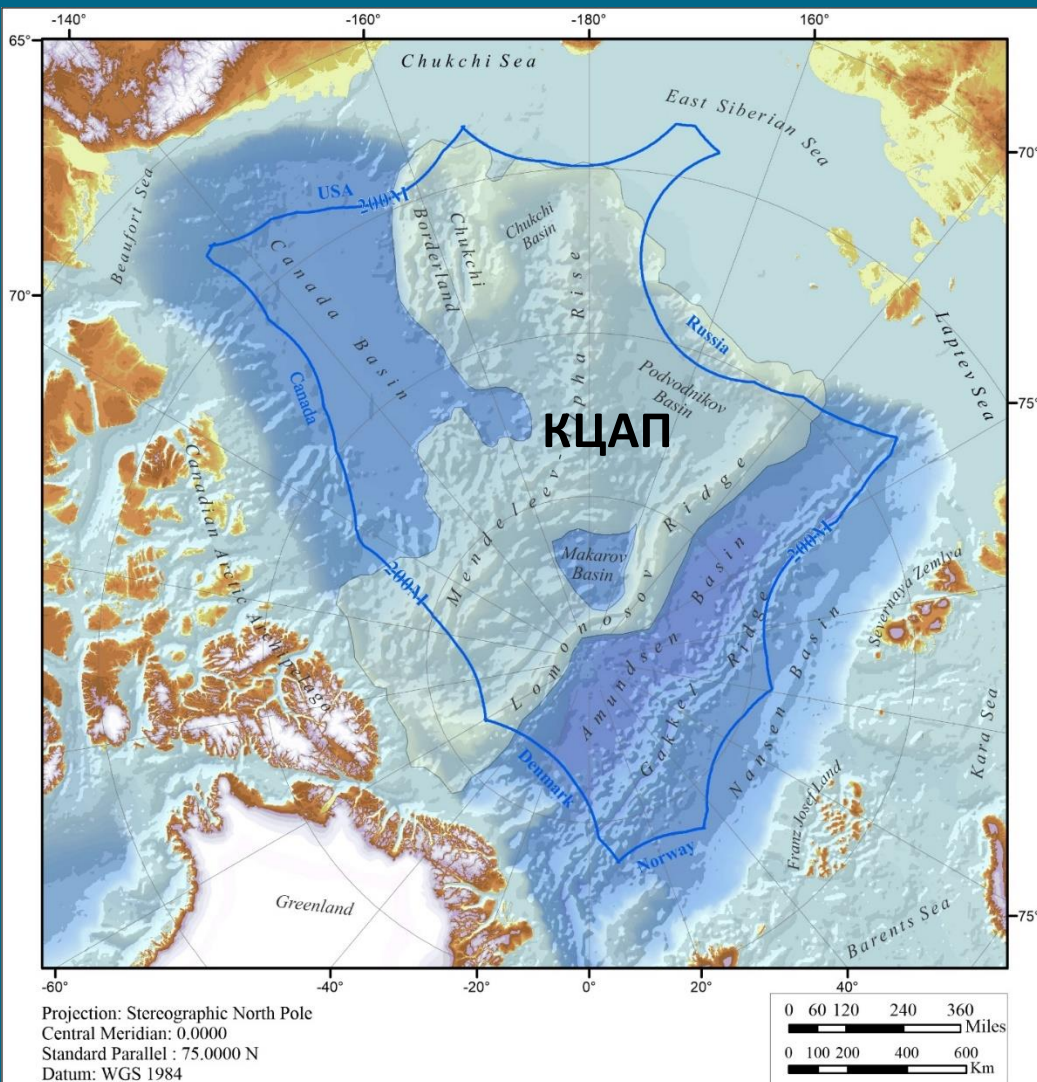 -140°
-160°
-180°
160°
65°
Chukchi Sea
East Siberian Sea
70°
Beaufort Sea
USA
200M
Chukchi
Borderland
Chukchi
Basin
Canada Basin
70°
Canada
Russia
Laptev Sea
Podvodnikov
Basin
75°
КЦАП
Mendeleev-Alpha Rise
Lomonosov Ridge
Makarov
Basin
200M
200M
Amundsen Basin
Gakkel Ridge
Nansen Basin
Severnaya Zemlya
Canadian Arctic Archipelago
Kara Sea
Denmark
Norway
Franz Josef Land
Greenland
Barents Sea
75°
-60°
-40°
-20°
0°
20°
40°
Projection: Stereographic North Pole
Central Meridian: 0.0000
Standard Parallel : 75.0000 N
Datum: WGS 1984
0 60 120 240 360
Miles
0 100 200 400 600
Km